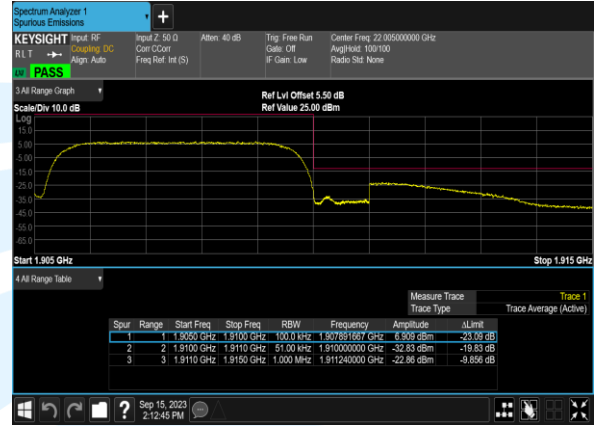 Spectrum Analyzer 1
Spurious Emissions
+
KEYSIGHT Input: RF Input Z: 50 Ω Atten: 40 dB Trig: Free Run Center Freq: 22.005000000 GHz
RLT Coupling: DC Corr CCorr Gate: Off Avg|Hold: 100/100
Align: Auto Freq Ref: Int (S) IF Gain: Low Radio Std: None
LW PASS
3 All Range Graph
Ref Lvl Offset 5.50 dB
Scale/Div 10.0 dB Ref Value 25.00 dBm
Log
15.0
5.00
-5.00
-15.0
-25.0
-35.0
-45.0
-55.0
-65.0
Start 1.905 GHz Stop 1.915 GHz
4 All Range Table
Measure Trace Trace 1
Trace Type Trace Average (Active)
Spur Range Start Freq Stop Freq RBW Frequency Amplitude ΔLimit
1 1 1.9050 GHz 1.9100 GHz 100.0 kHz 1.907891667 GHz 6.909 dBm -23.09 dB
2 2 1.9100 GHz 1.9110 GHz 51.00 kHz 1.910000000 GHz -32.83 dBm -19.83 dB
3 3 1.9110 GHz 1.9150 GHz 1.000 MHz 1.911240000 GHz -22.86 dBm -9.856 dB
? Sep 15, 2023
2:12:45 PM